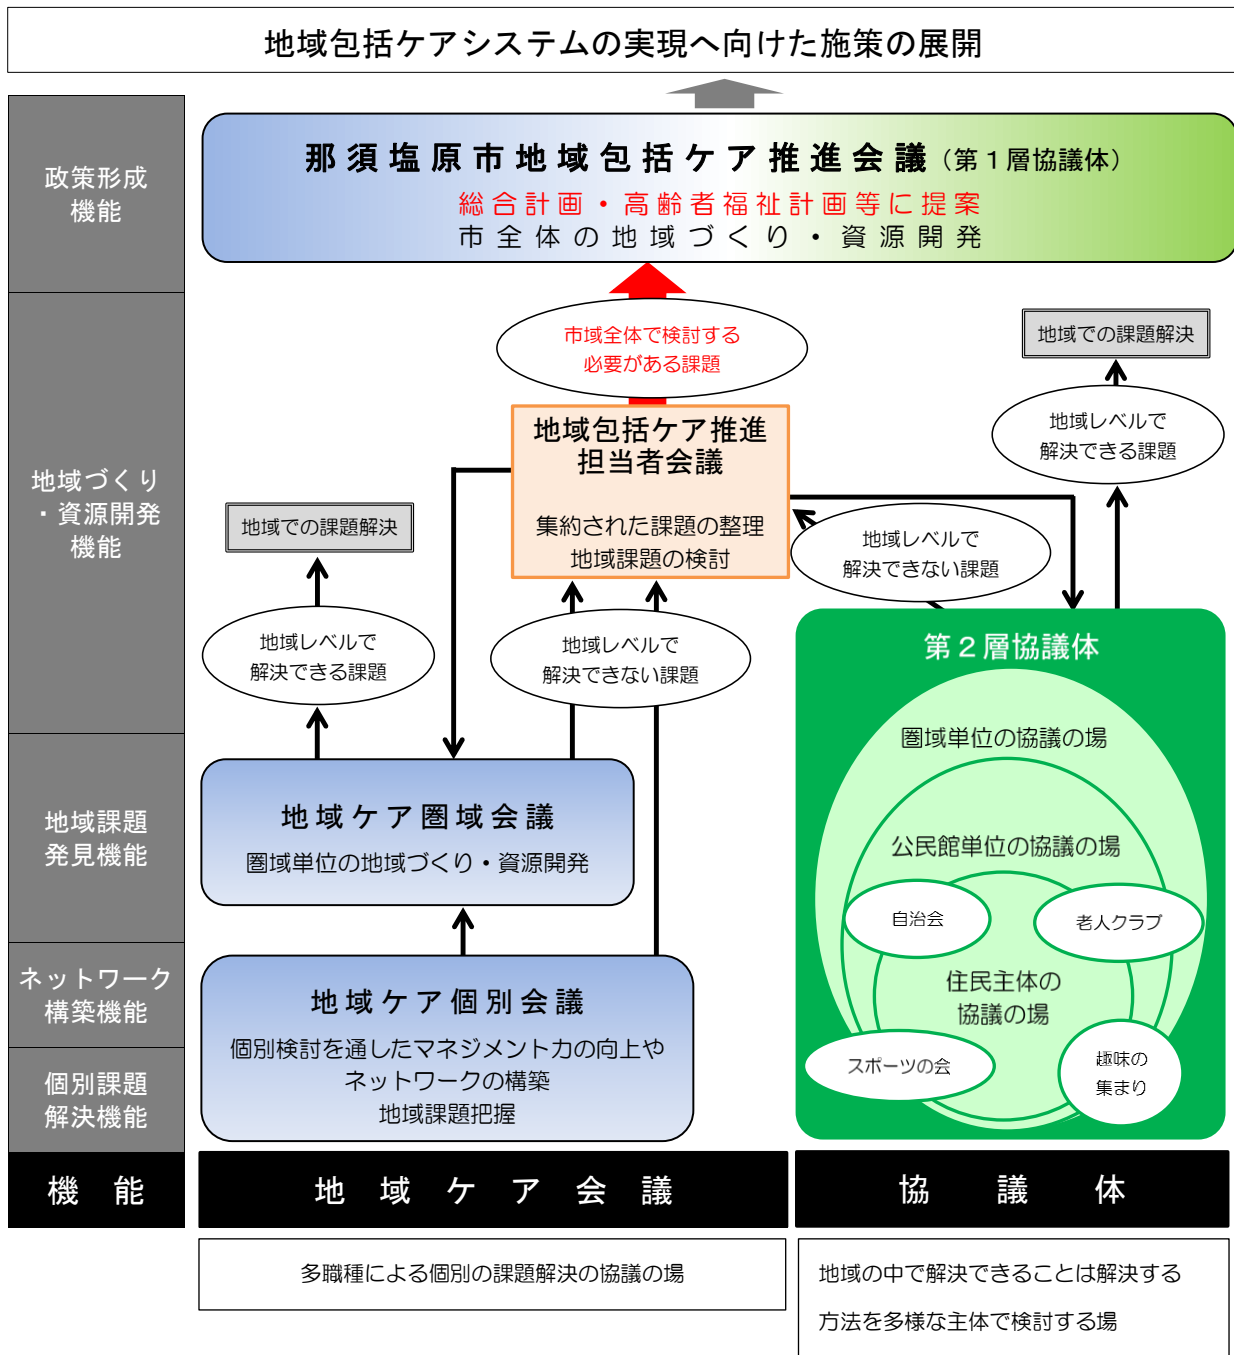 地域包括ケアシステムの実現へ向けた施策の展開
政策形成
機能
那須塩原市地域包括ケア推進会議（第１層協議体）
総合計画・高齢者福祉計画等に提案
市全体の地域づくり・資源開発
市域全体で検討する
必要がある課題
地域での課題解決
地域レベルで
解決できる課題
地域づくり
・資源開発
機能
地域包括ケア推進
担当者会議
集約された課題の整理
地域課題の検討
地域での課題解決
地域レベルで
解決できない課題
地域レベルで
解決できる課題
地域レベルで
解決できない課題
第２層協議体
圏域単位の協議の場
公民館単位の協議の場
自治会
老人クラブ
住民主体の
協議の場
スポーツの会
趣味の
集まり
地域課題
発見機能
地域ケア圏域会議
圏域単位の地域づくり・資源開発
ネットワーク
構築機能
地域ケア個別会議
個別検討を通したマネジメント力の向上や
ネットワークの構築
地域課題把握
個別課題
解決機能
機能
地域ケア会議
協議体
多職種による個別の課題解決の協議の場
地域の中で解決できることは解決する
方法を多様な主体で検討する場